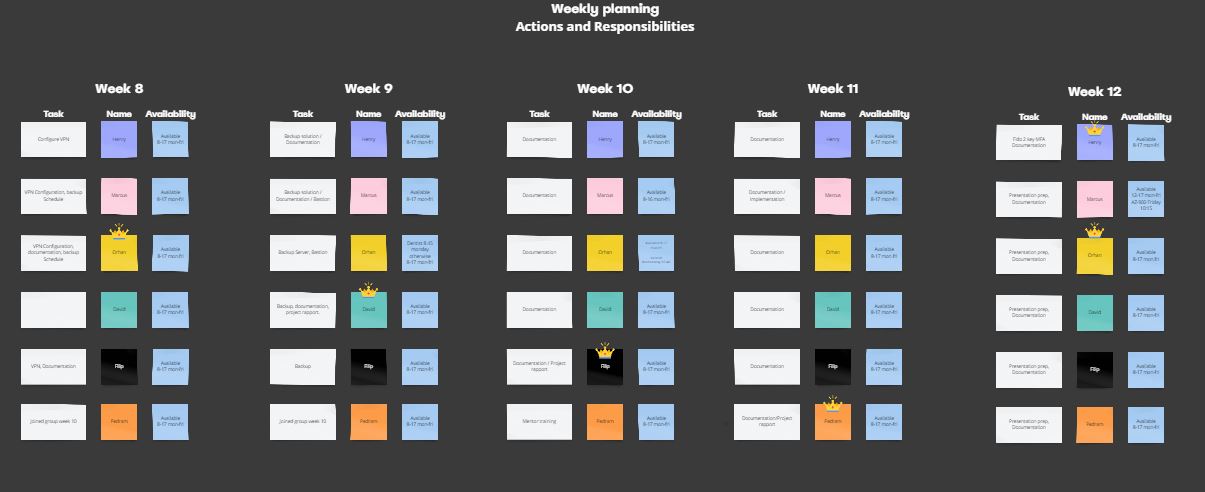 Weekly planning
Actions and Responsibilities
Week 8
Task Name Availability
Configure VPN
Henry
Available
8-17 mon-fri
VPN Configuration, backup
Schedule
Marcus
Available
8-17 mon-fri
VPN Configuration,
documentation, backup
Schedule
Orhan
Available
8-17 mon-fri
David
Available
8-17 mon-fri
VPN, Documentation
Filip
Available
8-17 mon-fri
Joined group week 10
Pedram
Available
8-17 mon-fri
Week 9
Task Name Availability
Backup solution /
Documentation
Henry
Available
8-17 mon-fri
Backup solution /
Documentation / Bastion
Marcus
Available
8-17 mon-fri
Backup Server, Bastion
Orhan
Dentist 8.45
monday
otherwise
8-17 mon-fri
Backup, documentation,
project rapport.
David
Available
8-17 mon-fri
Backup
Filip
Available
8-17 mon-fri
Joined group week 10
Pedram
Available
8-17 mon-fri
Week 10
Task Name Availability
Documentation
Henry
Available
8-17 mon-fri
Documentation
Marcus
Available
8-16 mon-fri
Documentation
Orhan
Documentation
David
Available
8-17 mon-fri
Documentation / Project
rapport
Filip
Available
8-17 mon-fri
Mentor training
Pedram
Available
8-17 mon-fri
Week 11
Task Name Availability
Documentation
Henry
Available
8-17 mon-fri
Documentation /
Implementation
Marcus
Available
8-17 mon-fri
Documentation
Orhan
Available
8-17 mon-fri
Documentation
David
Available
8-17 mon-fri
Documentation
Filip
Available
8-17 mon-fri
Documentation/Project
rapport
Pedram
Available
8-17 mon-fri
Week 12
Task Name Availability
Fido 2 key MFA
Documentation
Henry
Available
8-17 mon-fri
Presentation prep,
Documentation
Marcus
Available
12-17 mon-fri
AZ-900 Friday
10:15
Presentation prep,
Documentation
Orhan
Available
8-17 mon-fri
Presentation prep,
Documentation
David
Available
8-17 mon-fri
Presentation prep,
Documentation
Filip
Available
8-17 mon-fri
Presentation prep,
Documentation
Pedram
Available
8-17 mon-fri